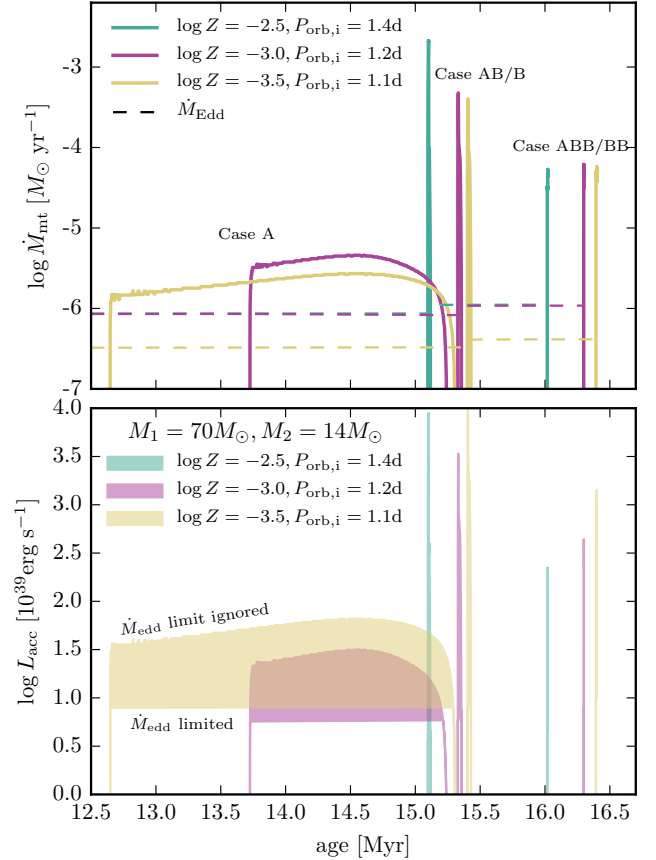 log Z = −2.5, P_orb,i = 1.4d
log Z = −3.0, P_orb,i = 1.2d
log Z = −3.5, P_orb,i = 1.1d
Ṁ_Edd
Case AB/B
Case ABB/BB
Case A
log Ṁ_mt [M_⊙ yr⁻¹]
-3
-4
-5
-6
-7
M₁ = 70M_⊙, M₂ = 14M_⊙
log Z = −2.5, P_orb,i = 1.4d
log Z = −3.0, P_orb,i = 1.2d
log Z = −3.5, P_orb,i = 1.1d
Ṁ_edd limit ignored
Ṁ_edd limited
log L_acc [10³⁹erg s⁻¹]
4.0
3.5
3.0
2.5
2.0
1.5
1.0
0.5
0.0
12.5 13.0 13.5 14.0 14.5 15.0 15.5 16.0 16.5
age [Myr]